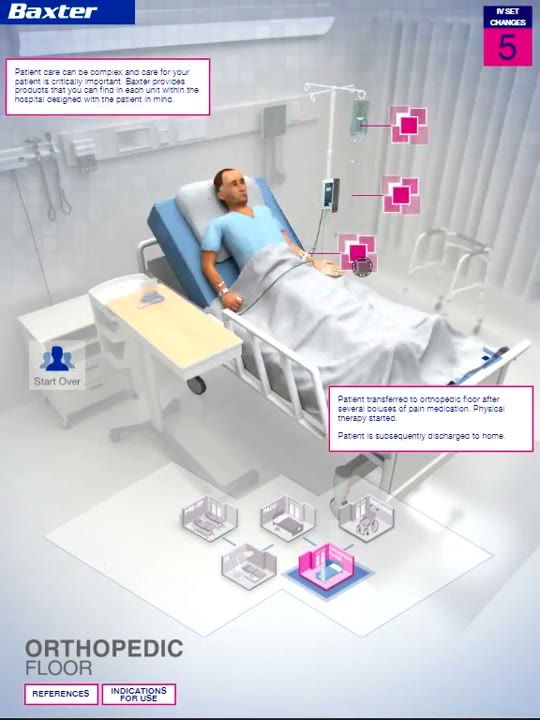 Baxter
IV SET
CHANGES
5
Patient care can be complex and care for your
patient is critically important. Baxter provides
products that you can find in each unit within the
hospital designed with the patient in mind.
Start Over
Patient transferred to orthopedic floor after
several boluses of pain medication. Physical
therapy started.
Patient is subsequently discharged to home.
PRE-OP
PACU
ORTHOPEDIC
FLOOR
REFERENCES
INDICATIONS
FOR USE